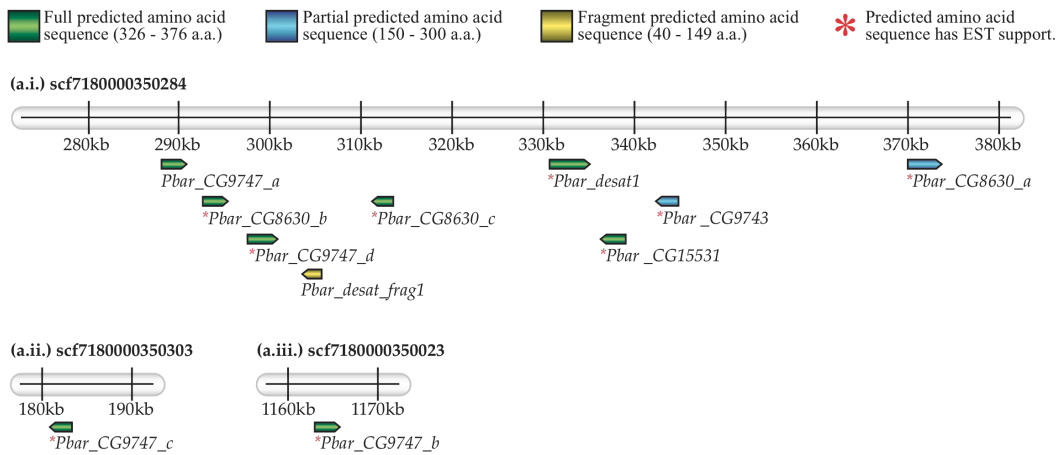 Full predicted amino acid
sequence (326 - 376 a.a.)
Partial predicted amino acid
sequence (150 - 300 a.a.)
Fragment predicted amino acid
sequence (40 - 149 a.a.)
* Predicted amino acid
sequence has EST support.
(a.i.) scf7180000350284
280kb 290kb 300kb 310kb 320kb 330kb 340kb 350kb 360kb 370kb 380kb
Pbar_CG9747_a
*Pbar_desat1
*Pbar_CG8630_a
*Pbar_CG8630_b
*Pbar_CG8630_c
*Pbar_CG9743
*Pbar_CG9747_d
*Pbar _CG15531
Pbar_desat_frag1
(a.ii.) scf7180000350303
180kb 190kb
*Pbar_CG9747_c
(a.iii.) scf7180000350023
1160kb 1170kb
*Pbar_CG9747_b